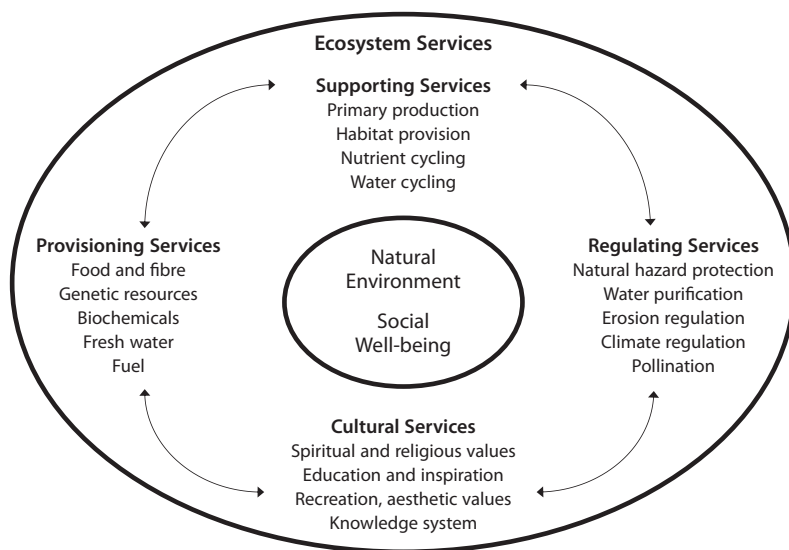 Ecosystem Services
Supporting Services
Primary production
Habitat provision
Nutrient cycling
Water cycling
Provisioning Services
Food and fibre
Genetic resources
Biochemicals
Fresh water
Fuel
Natural
Environment
Social
Well-being
Regulating Services
Natural hazard protection
Water purification
Erosion regulation
Climate regulation
Pollination
Cultural Services
Spiritual and religious values
Education and inspiration
Recreation, aesthetic values
Knowledge system